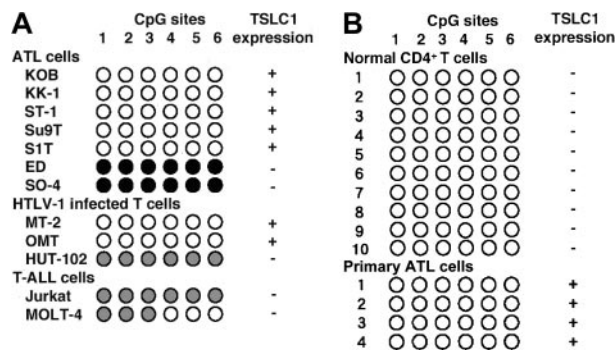 A CpG sites TSLC1
1 2 3 4 5 6 expression
ATL cells
KOB +
KK-1 +
ST-1 +
Su9T +
S1T +
ED -
SO-4 -
HTLV-1 infected T cells
MT-2 +
OMT +
HUT-102 -
T-ALL cells
Jurkat -
MOLT-4 -
B CpG sites TSLC1
1 2 3 4 5 6 expression
Normal CD4⁺ T cells
1 -
2 -
3 -
4 -
5 -
6 -
7 -
8 -
9 -
10 -
Primary ATL cells
1 +
2 +
3 +
4 +